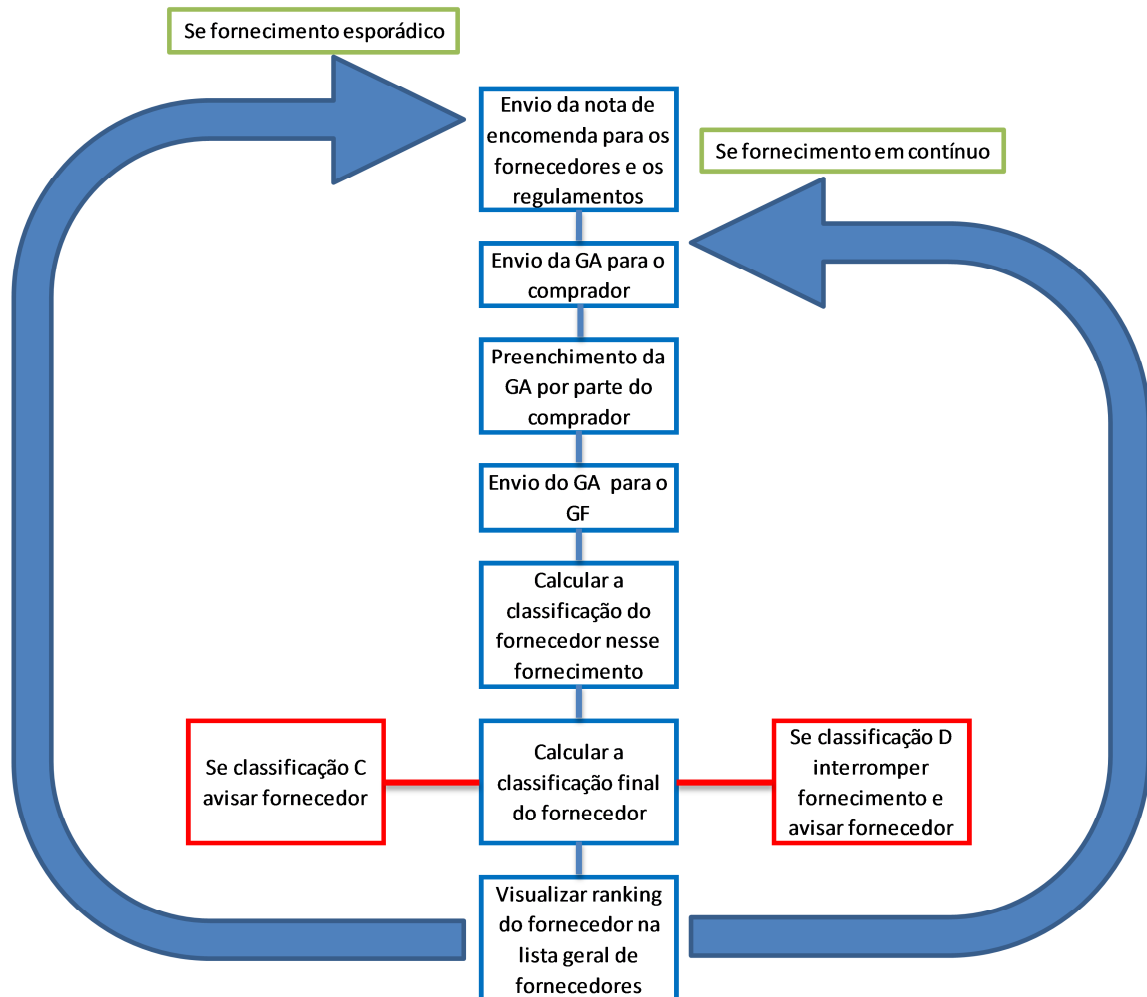 Se fornecimento esporádico
Envio da nota de
encomenda para os
fornecedores e os
regulamentos
Se fornecimento em contínuo
Envio da GA para o
comprador
Preenchimento da
GA por parte do
comprador
Envio do GA para o
GF
Calcular a
classificação do
fornecedor nesse
fornecimento
Se classificação C
avisar fornecedor
Calcular a
classificação final
do fornecedor
Se classificação D
interromper
fornecimento e
avisar fornecedor
Visualizar ranking
do fornecedor na
lista geral de
fornecedores